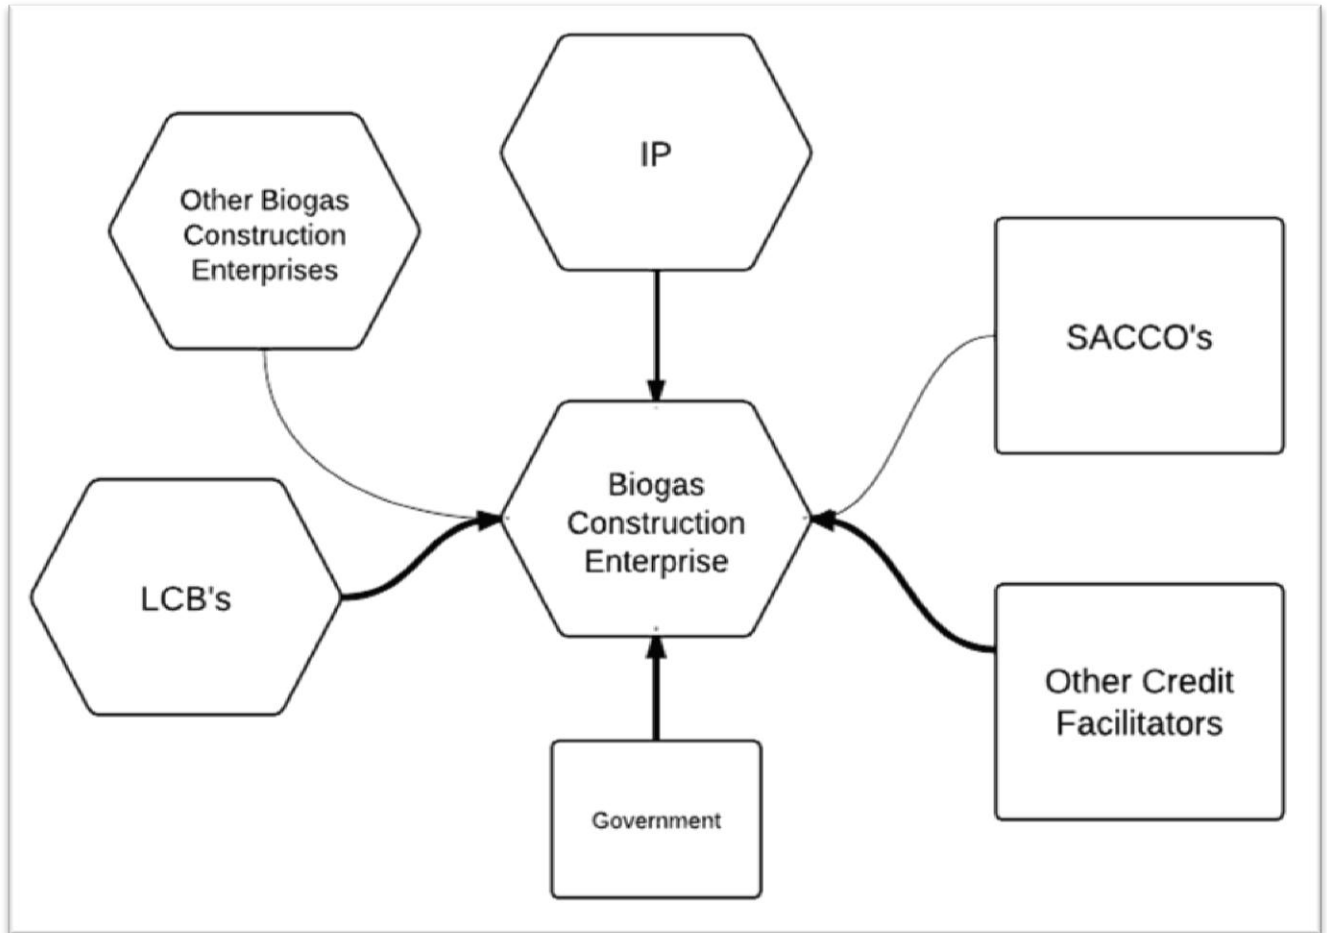 IP
Other Biogas
Construction
Enterprises
SACCO's
Biogas
Construction
Enterprise
LCB's
Other Credit
Facilitators
Government